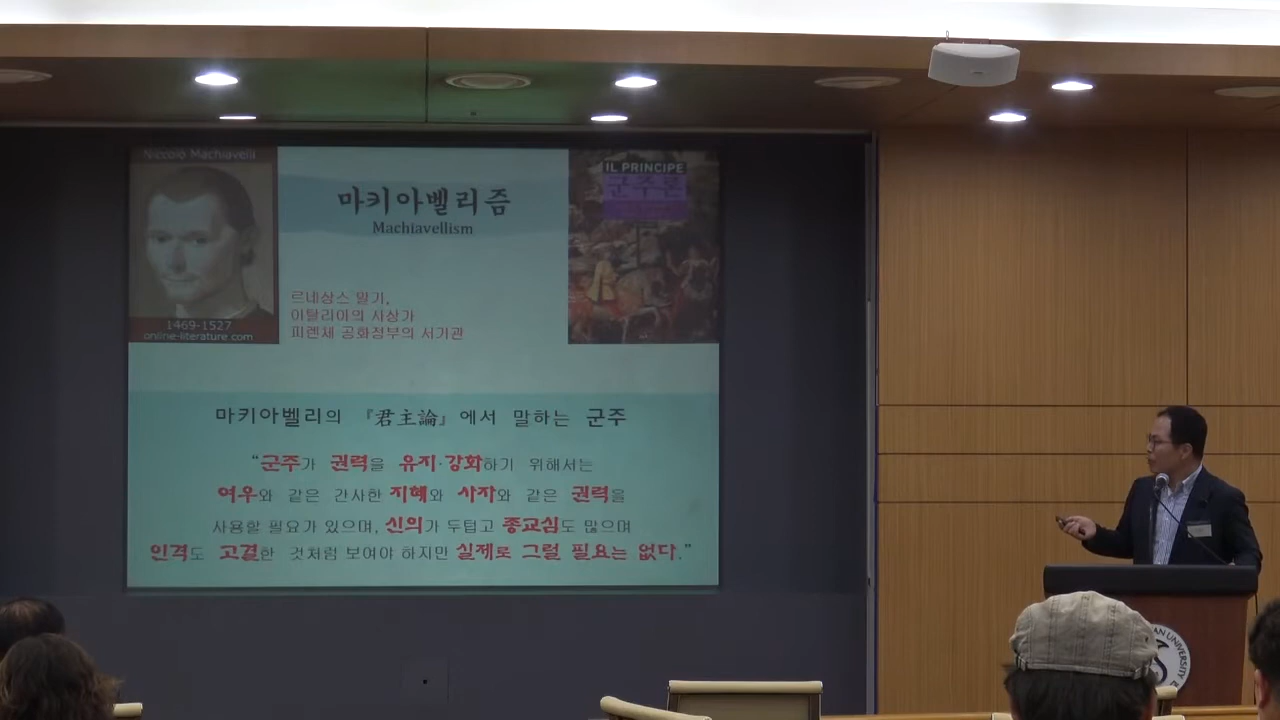 Niccolò Machiavelli
1469-1527
online-literature.com
마키아벨리즘
Machiavellism
르네상스 말기,
이탈리아의 사상가
피렌체 공화정부의 서기관
IL PRINCIPE
군주론
마키아벨리의 『君主論』에서 말하는 군주
“군주가 권력을 유지·강화하기 위해서는
여우와 같은 간사한 지혜와 사자와 같은 권력을
사용할 필요가 있으며, 신의가 두텁고 종교심도 많으며
인격도 고결한 것처럼 보여야 하지만 실제로 그럴 필요는 없다.”
UNIVERSITY